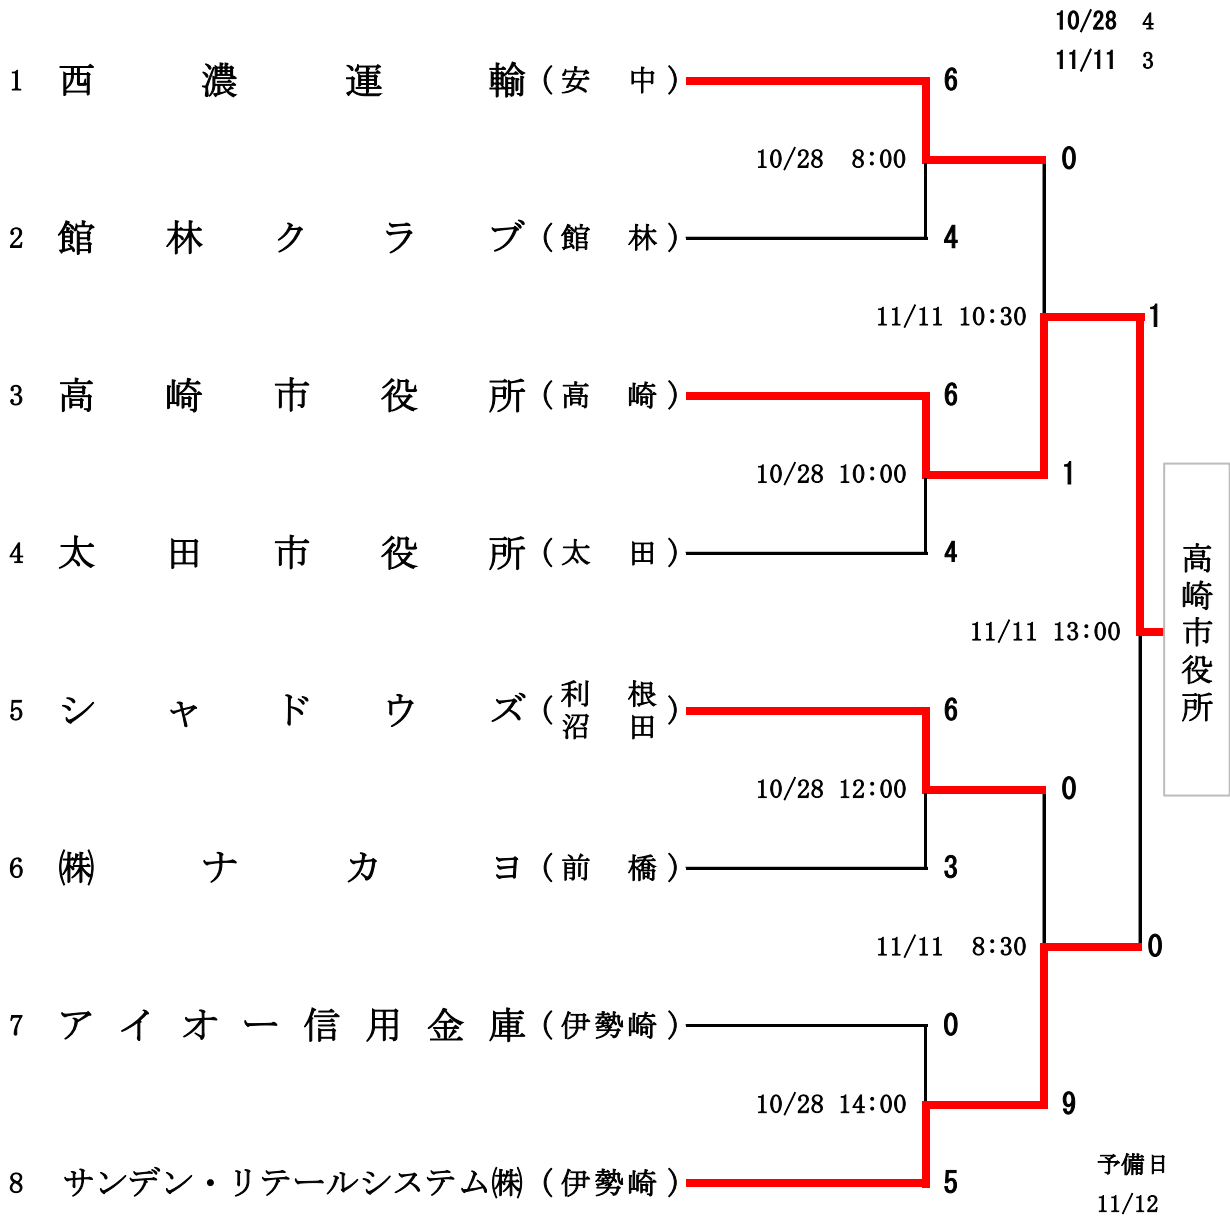 10/28 4
11/11 3
1 西濃運輸(安中) 6
10/28 8:00 0
2 館林クラブ(館林) 4
11/11 10:30 1
3 高崎市役所(高崎) 6
10/28 10:00 1
4 太田市役所(太田) 4
高崎市役所
11/11 13:00
5 シャドウズ(利根沼田) 6
10/28 12:00 0
6 ㈱ナカヨ(前橋) 3
11/11 8:30 0
7 アイオー信用金庫(伊勢崎) 0
10/28 14:00 9
8 サンデン・リテールシステム㈱(伊勢崎) 5
予備日
11/12